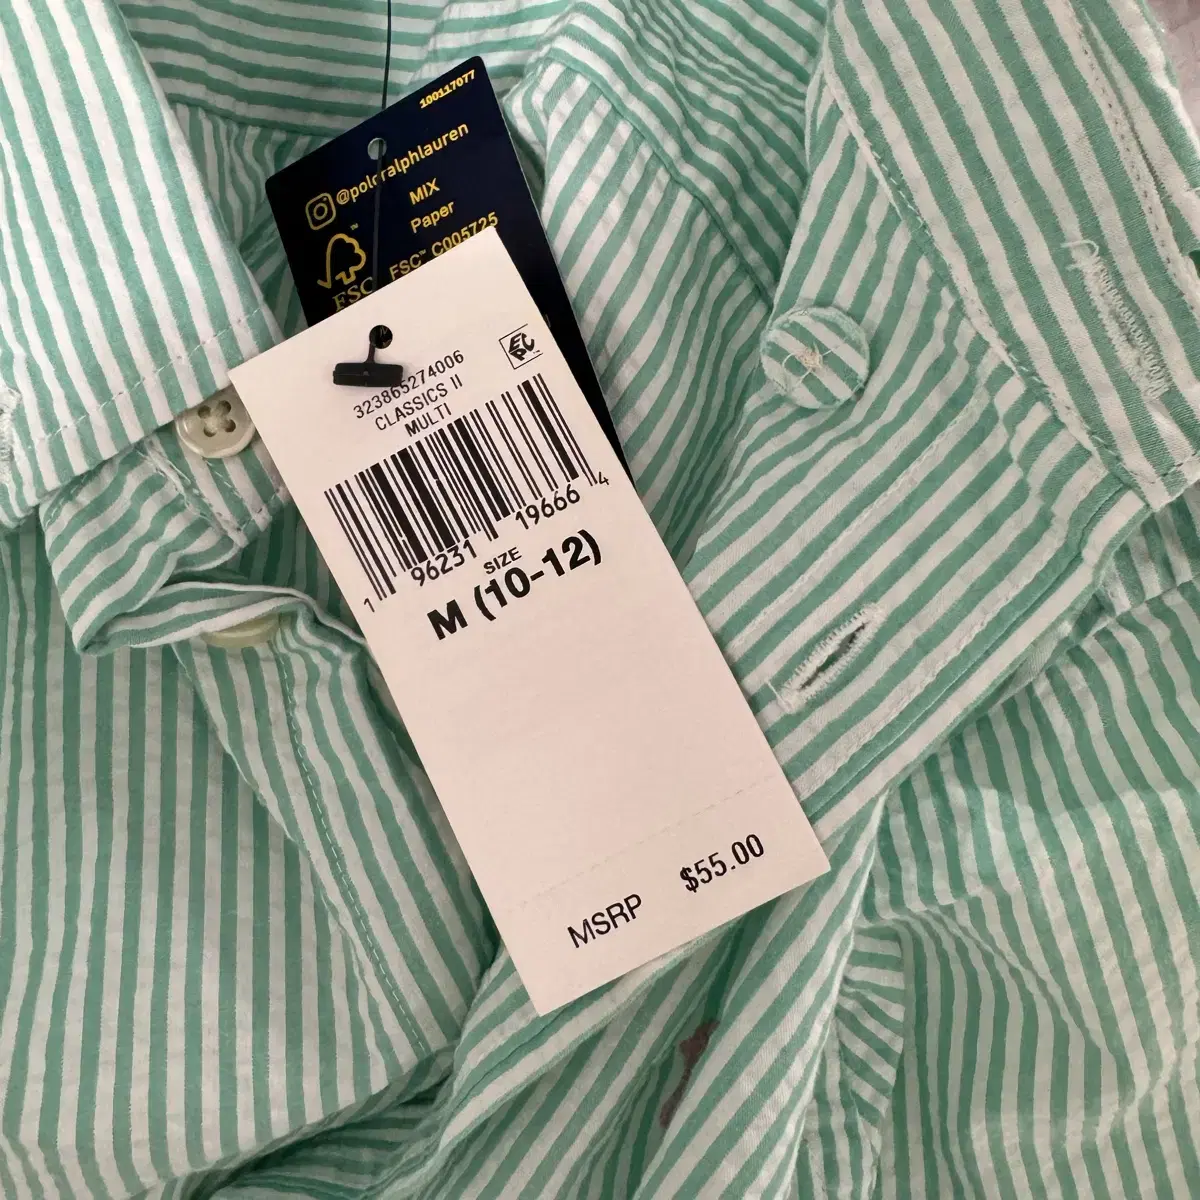 100117077
@poloralphlauren
MIX
Paper
FSC™ C005725
FSC
EPC™
323865274006
CLASSICS II
MULTI
1 96231 19666 4
SIZE
M (10-12)
MSRP $55.00